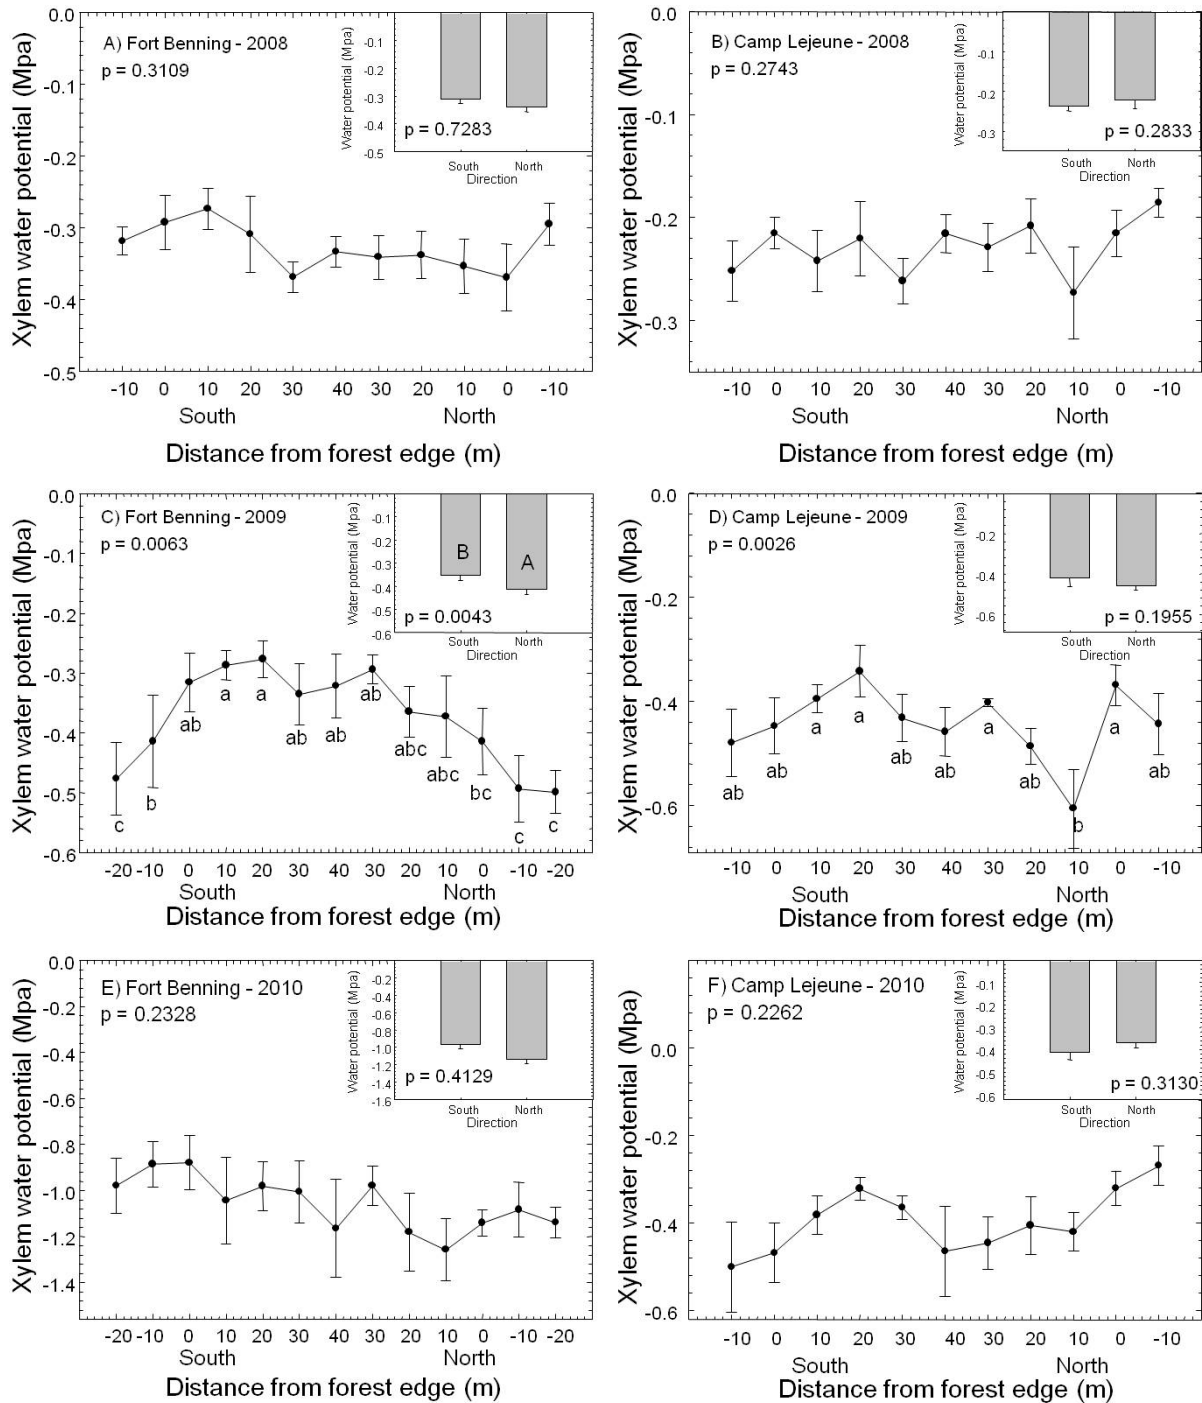 A) Fort Benning - 2008
p = 0.3109
Xylem water potential (Mpa)
0.0
-0.1
-0.2
-0.3
-0.4
-0.5
-10 0 10 20 30 40 30 20 10 0 -10
South North
Distance from forest edge (m)
Water potential (Mpa)
-0.1
-0.2
-0.3
-0.4
-0.5
p = 0.7283
South North
Direction
B) Camp Lejeune - 2008
p = 0.2743
Xylem water potential (Mpa)
0.0
-0.1
-0.2
-0.3
-10 0 10 20 30 40 30 20 10 0 -10
South North
Distance from forest edge (m)
Water potential (Mpa)
-0.1
-0.2
-0.3
p = 0.2833
South North
Direction
C) Fort Benning - 2009
p = 0.0063
Xylem water potential (Mpa)
0.0
-0.1
-0.2
-0.3
-0.4
-0.5
-0.6
c b ab a a ab ab ab abc abc bc c c
-20 -10 0 10 20 30 40 30 20 10 0 -10 -20
South North
Distance from forest edge (m)
Water potential (Mpa)
-0.1
-0.2
-0.3
-0.4
-0.5
-0.6
B A
p = 0.0043
South North
Direction
D) Camp Lejeune - 2009
p = 0.0026
Xylem water potential (Mpa)
0.0
-0.2
-0.4
-0.6
ab ab a a ab ab a ab b a ab
-10 0 10 20 30 40 30 20 10 0 -10
South North
Distance from forest edge (m)
Water potential (Mpa)
-0.2
-0.4
-0.6
p = 0.1955
South North
Direction
E) Fort Benning - 2010
p = 0.2328
Xylem water potential (Mpa)
0.0
-0.2
-0.4
-0.6
-0.8
-1.0
-1.2
-1.4
-20 -10 0 10 20 30 40 30 20 10 0 -10 -20
South North
Distance from forest edge (m)
Water potential (Mpa)
-0.2
-0.4
-0.6
-0.8
-1.0
-1.2
-1.4
-1.6
p = 0.4129
South North
Direction
F) Camp Lejeune - 2010
p = 0.2262
Xylem water potential (Mpa)
0.0
-0.2
-0.4
-0.6
-10 0 10 20 30 40 30 20 10 0 -10
South North
Distance from forest edge (m)
Water potential (Mpa)
-0.1
-0.2
-0.3
-0.4
-0.5
-0.6
p = 0.3130
South North
Direction